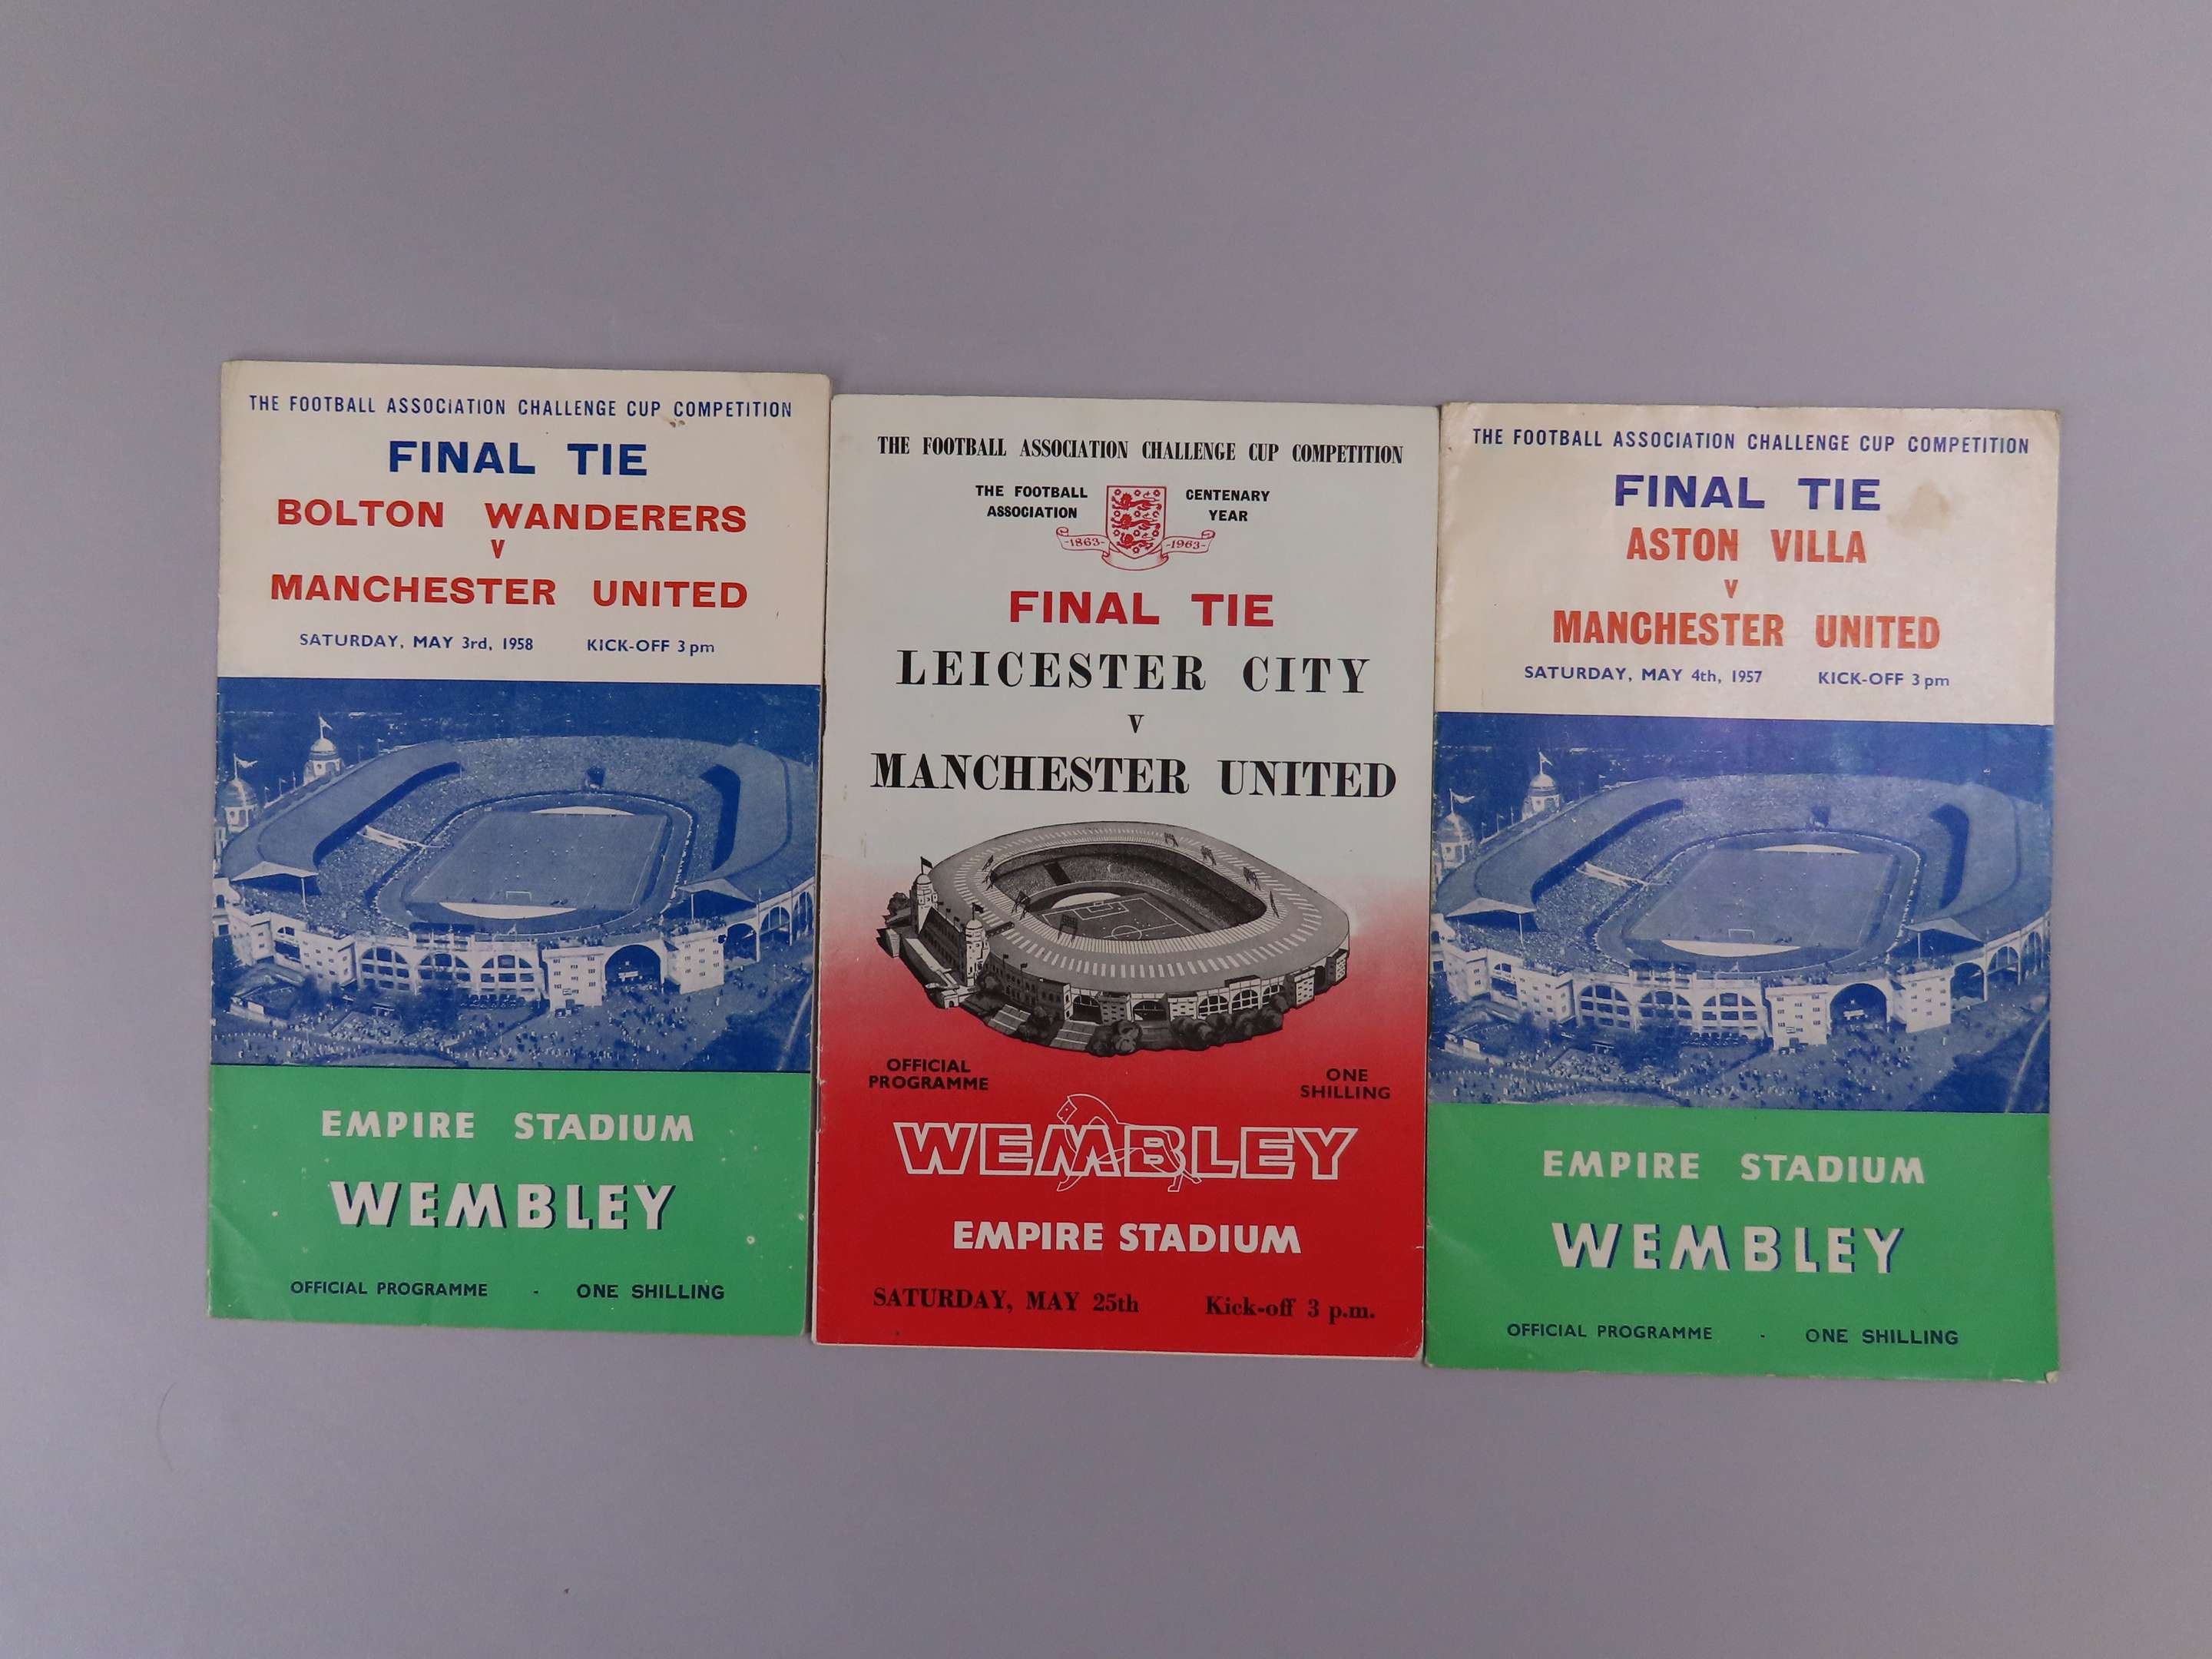 THE FOOTBALL ASSOCIATION CHALLENGE CUP COMPETITION
FINAL TIE
BOLTON WANDERERS
V
MANCHESTER UNITED
SATURDAY, MAY 3rd, 1958 KICK-OFF 3 pm
EMPIRE STADIUM
WEMBLEY
OFFICIAL PROGRAMME - ONE SHILLING
THE FOOTBALL ASSOCIATION CHALLENGE CUP COMPETITION
THE FOOTBALL CENTENARY
ASSOCIATION YEAR
-1863- -1963-
FINAL TIE
LEICESTER CITY
V
MANCHESTER UNITED
OFFICIAL ONE
PROGRAMME SHILLING
WEMBLEY
EMPIRE STADIUM
SATURDAY, MAY 25th Kick-off 3 p.m.
THE FOOTBALL ASSOCIATION CHALLENGE CUP COMPETITION
FINAL TIE
ASTON VILLA
V
MANCHESTER UNITED
SATURDAY, MAY 4th, 1957 KICK-OFF 3 pm
EMPIRE STADIUM
WEMBLEY
OFFICIAL PROGRAMME - ONE SHILLING